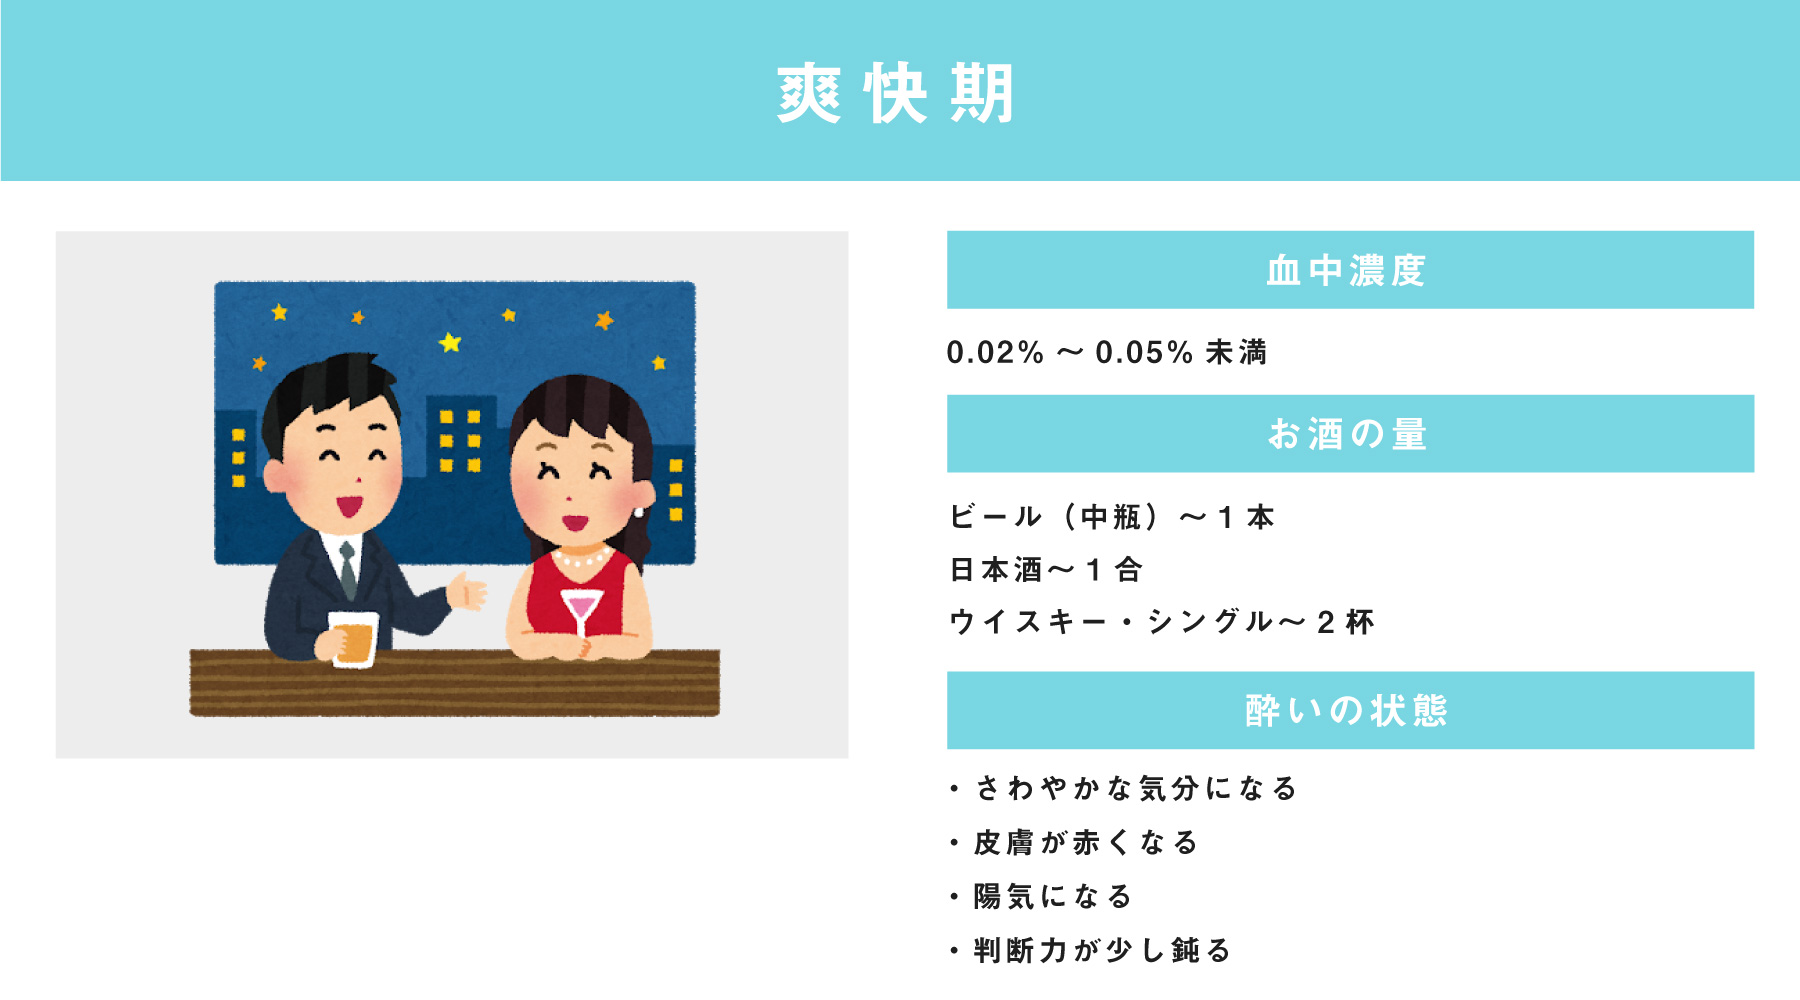 爽快期
血中濃度
0.02% ～ 0.05% 未満
お酒の量
ビール（中瓶）～ 1 本
日本酒～ 1 合
ウイスキー・シングル～ 2 杯
酔いの状態
・さわやかな気分になる
・皮膚が赤くなる
・陽気になる
・判断力が少し鈍る